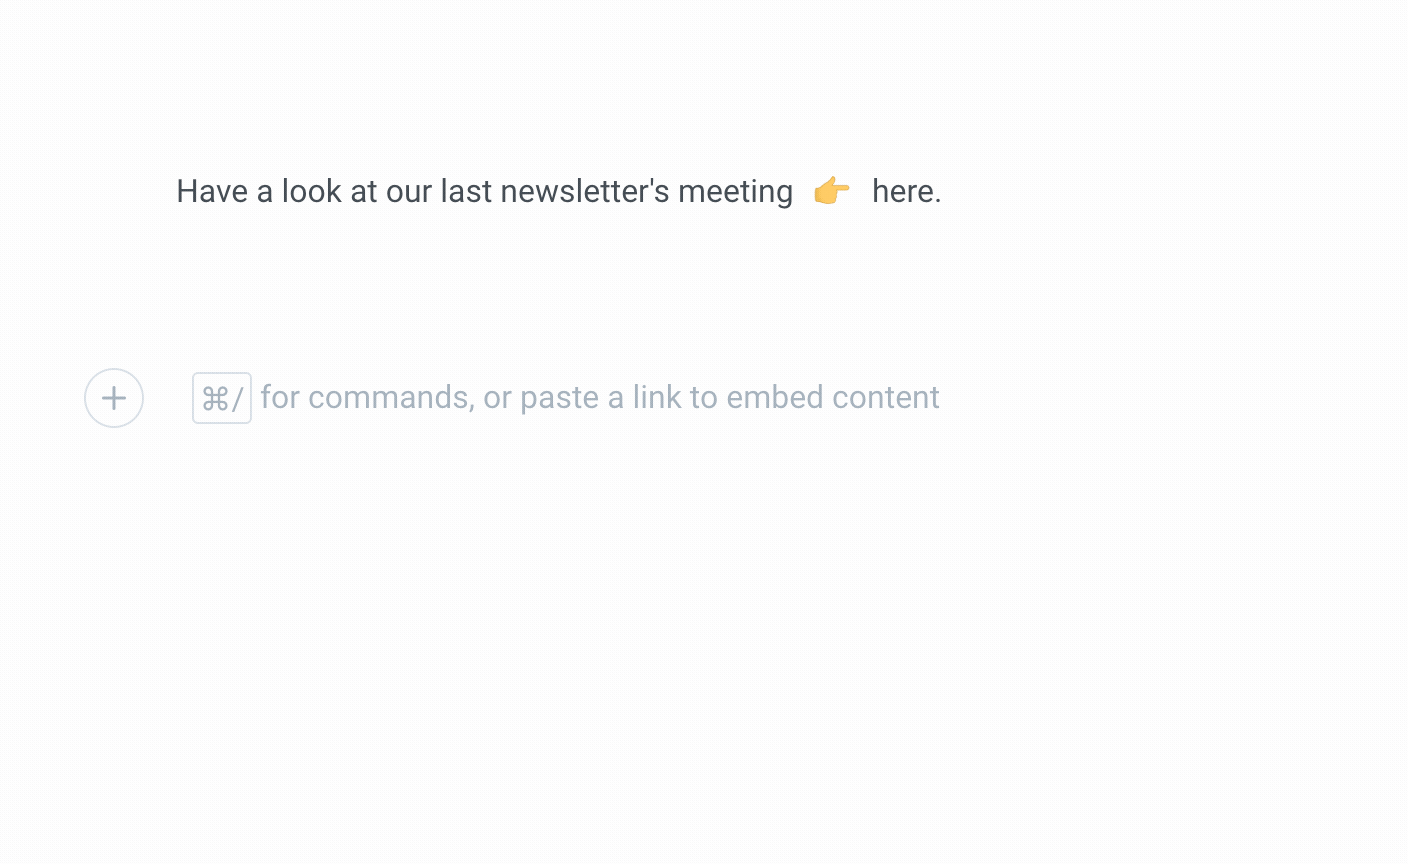 Have a look at our last newsletter's meeting 👉 here.
⌘/ for commands, or paste a link to embed content